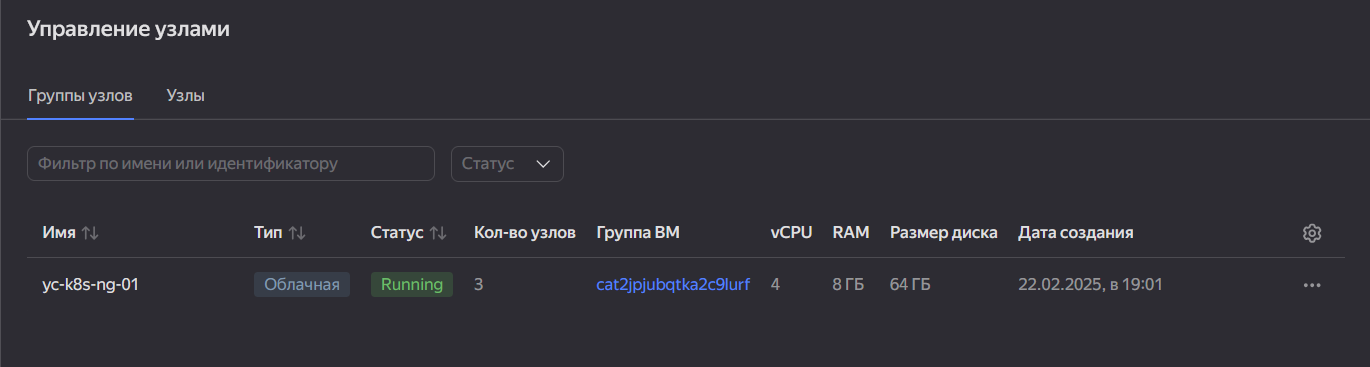 Управление узлами
Группы узлов Узлы
Фильтр по имени или идентификатору Статус
Имя Тип Статус Кол-во узлов Группа ВМ vCPU RAM Размер диска Дата создания
yc-k8s-ng-01 Облачная Running 3 cat2jpjubqtka2c9lurf 4 8 ГБ 64 ГБ 22.02.2025, в 19:01